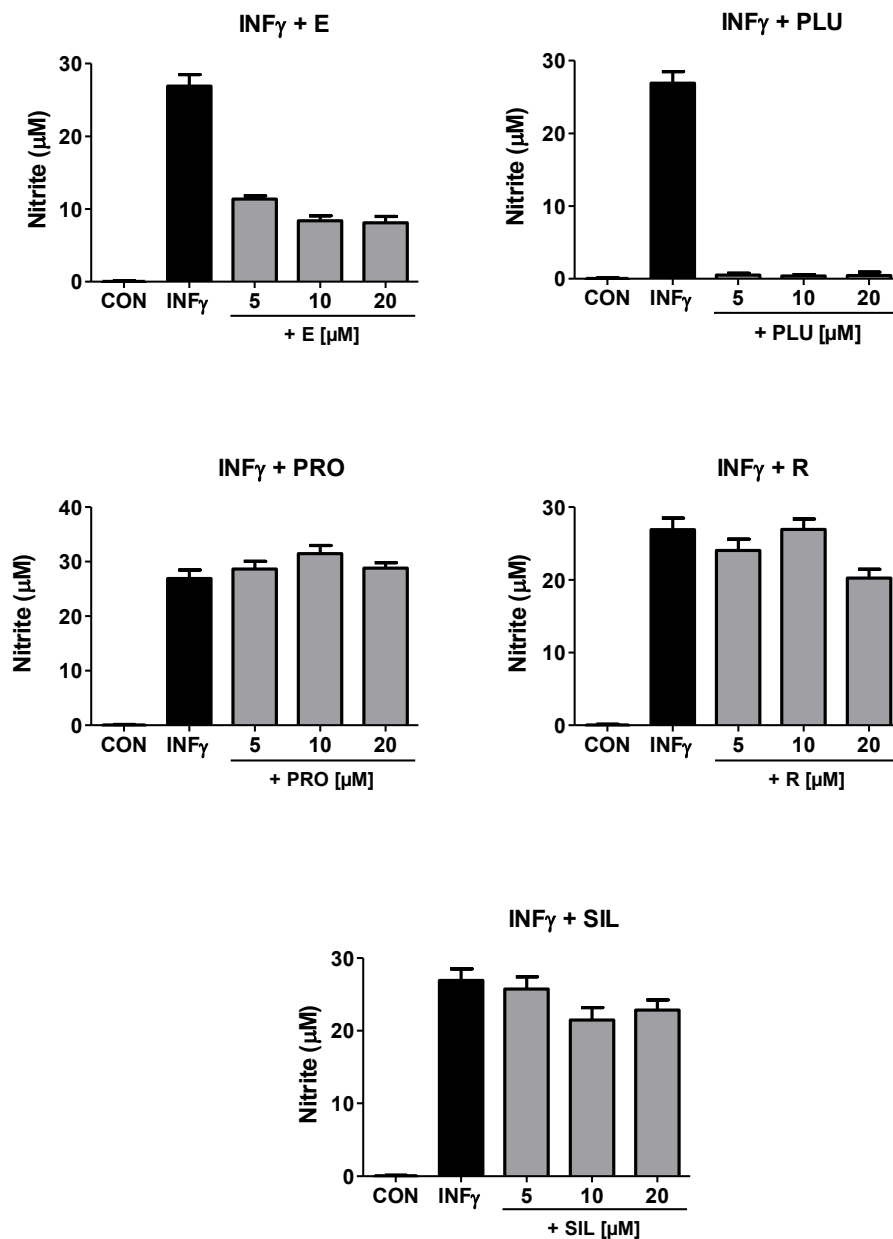 INFγ + E
Nitrite (μM)
30
20
10
0
CON INFγ 5 10 20
+ E [μM]
INFγ + PLU
Nitrite (μM)
30
20
10
0
CON INFγ 5 10 20
+ PLU [μM]
INFγ + PRO
Nitrite (μM)
40
30
20
10
0
CON INFγ 5 10 20
+ PRO [μM]
INFγ + R
Nitrite (μM)
30
20
10
0
CON INFγ 5 10 20
+ R [μM]
INFγ + SIL
Nitrite (μM)
30
20
10
0
CON INFγ 5 10 20
+ SIL [μM]